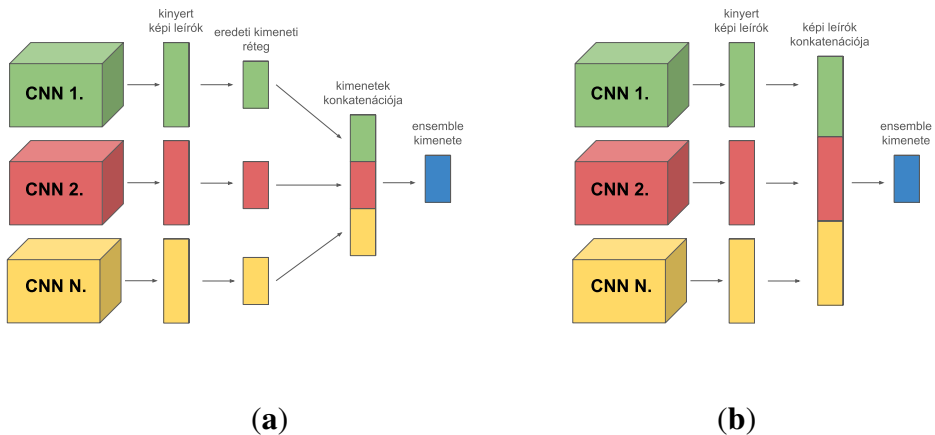 kinyert
képi leírók
eredeti kimeneti
réteg
kimenetek
konkatenációja
ensemble
kimenete
CNN 1.
CNN 2.
CNN N.
(a)
kinyert
képi leírók
képi leírók
konkatenációja
ensemble
kimenete
CNN 1.
CNN 2.
CNN N.
(b)